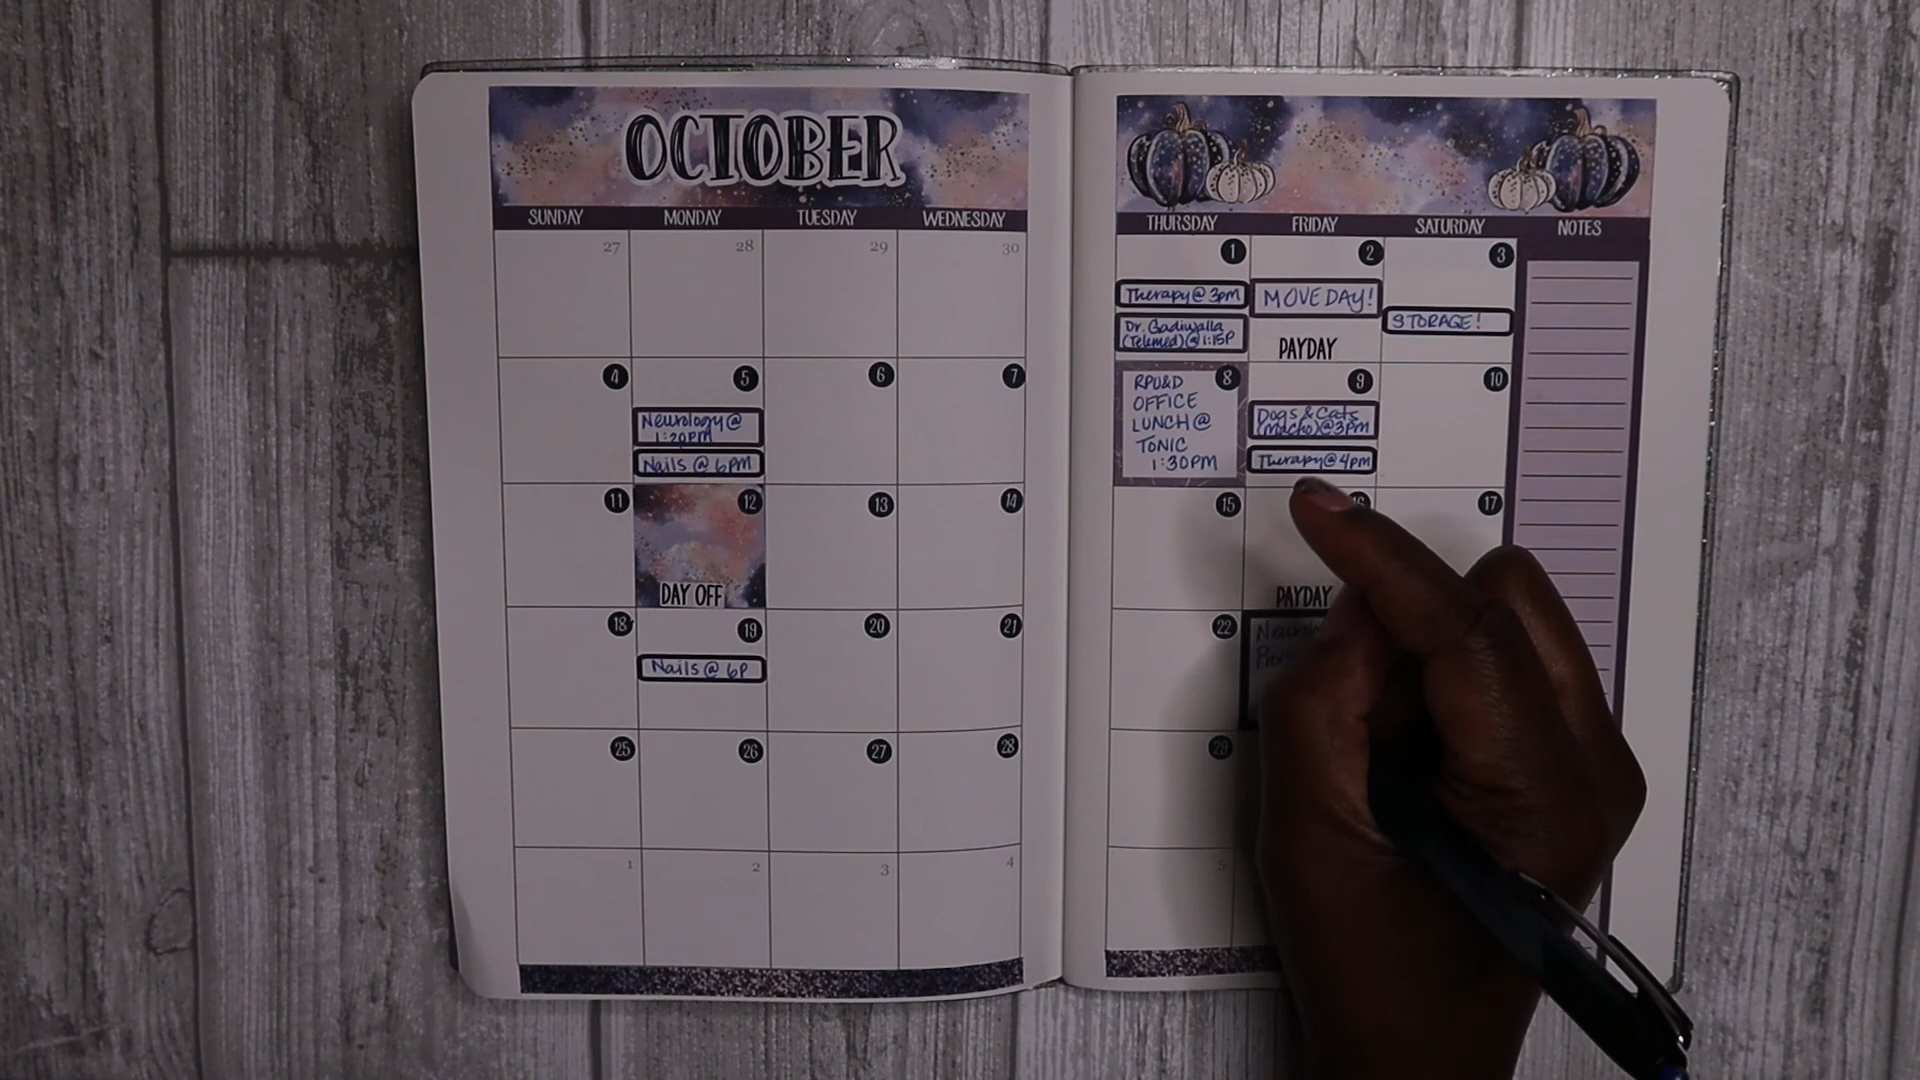 OCTOBER
SUNDAY MONDAY TUESDAY WEDNESDAY THURSDAY FRIDAY SATURDAY NOTES
27 28 29 30 1 2 3
Therapy @ 3pm
Dr. Gadiwalla
(Telemed) @ 1:15P
MOVE DAY!
PAYDAY
STORAGE!
4 5 6 7 8 9 10
Neurology @
1:20PM
Nails @ 6PM
RPU&D
OFFICE
LUNCH @
TONIC
1:30PM
Dogs & Cats
(Macho) @ 3pm
Therapy @ 4pm
11 12 13 14 15 16 17
DAY OFF
PAYDAY
18 19 20 21 22
Nails @ 6P
25 26 27 28 29
1 2 3 4 5